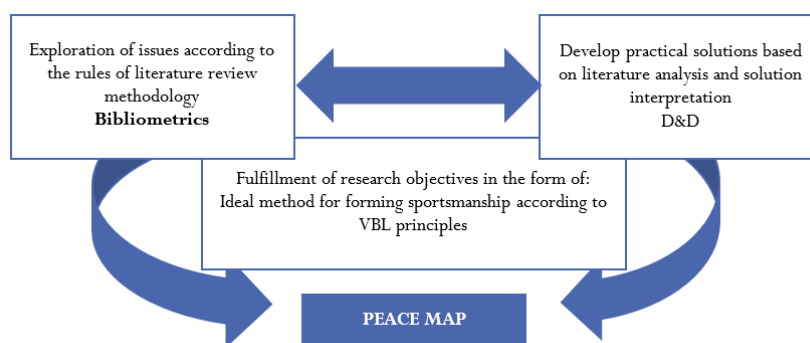 Exploration of issues according to
the rules of literature review
methodology
Bibliometrics
Develop practical solutions based
on literature analysis and solution
interpretation
D&D
Fulfillment of research objectives in the form of:
Ideal method for forming sportsmanship according to
VBL principles
PEACE MAP